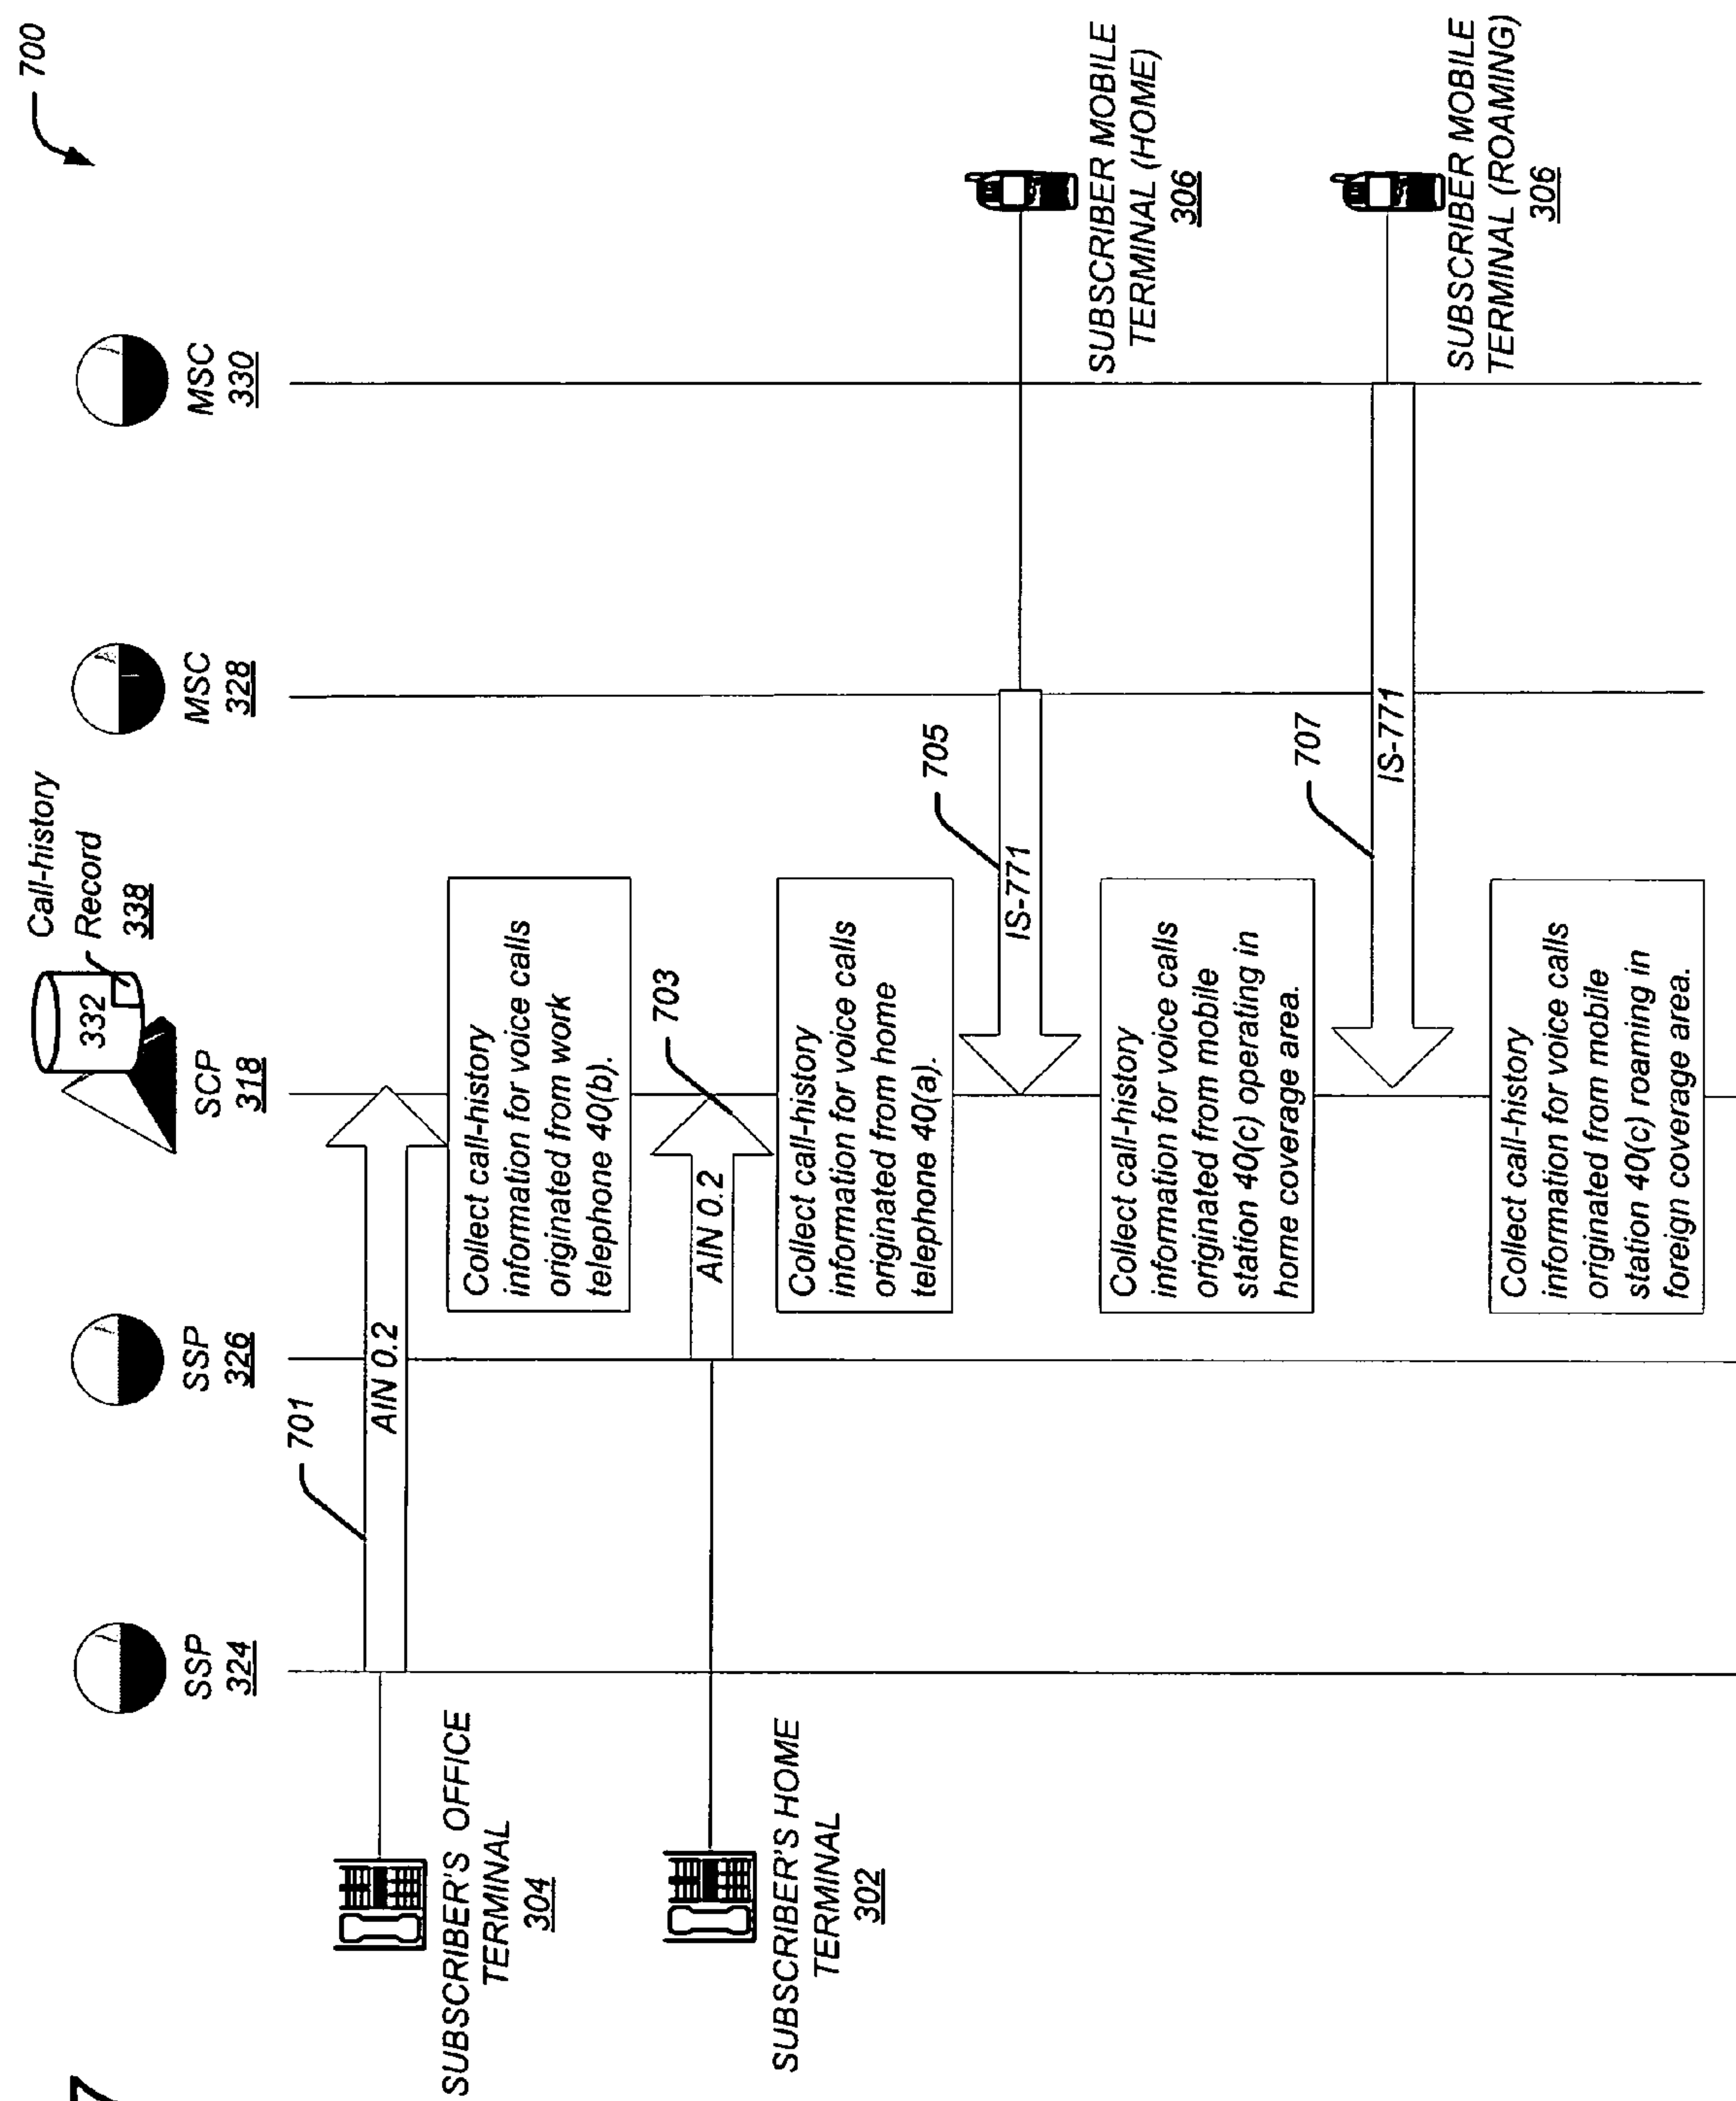 7
700
Call-history
Record
338
332
SSP
324
SSP
326
SCP
318
MSC
328
MSC
330
701
AIN 0.2
SUBSCRIBER'S OFFICE
TERMINAL
304
Collect call-history
information for voice calls
originated from work
telephone 40(b).
703
AIN 0.2
SUBSCRIBER'S HOME
TERMINAL
302
Collect call-history
information for voice calls
originated from home
telephone 40(a).
705
IS-771
SUBSCRIBER MOBILE
TERMINAL (HOME)
306
Collect call-history
information for voice calls
originated from mobile
station 40(c) operating in
home coverage area.
707
IS-771
SUBSCRIBER MOBILE
TERMINAL (ROAMING)
306
Collect call-history
information for voice calls
originated from mobile
station 40(c) roaming in
foreign coverage area.